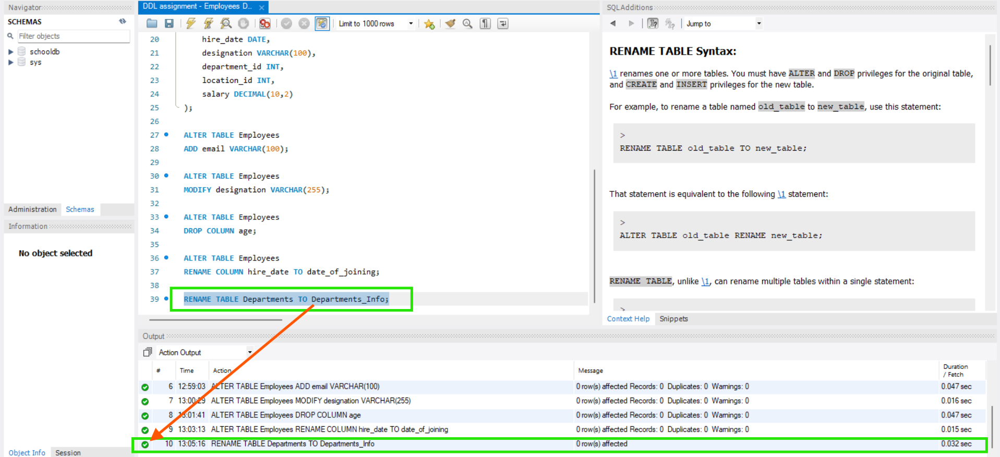 Navigator
SCHEMAS
Filter objects
schooldb
sys
Administration Schemas
Information
No object selected
Object Info Session
DDL assignment - Employees D...
Limit to 1000 rows
20 hire_date DATE,
21 designation VARCHAR(100),
22 department_id INT,
23 location_id INT,
24 salary DECIMAL(10,2)
25 );
26
27 ALTER TABLE Employees
28 ADD email VARCHAR(100);
29
30 ALTER TABLE Employees
31 MODIFY designation VARCHAR(255);
32
33 ALTER TABLE Employees
34 DROP COLUMN age;
35
36 ALTER TABLE Employees
37 RENAME COLUMN hire_date TO date_of_joining;
38
39 RENAME TABLE Departments TO Departments_Info;
SQLAdditions
Jump to
RENAME TABLE Syntax:
\1 renames one or more tables. You must have ALTER and DROP privileges for the original table,
and CREATE and INSERT privileges for the new table.
For example, to rename a table named old_table to new_table, use this statement:
>
RENAME TABLE old_table TO new_table;
That statement is equivalent to the following \1 statement:
>
ALTER TABLE old_table RENAME new_table;
RENAME TABLE, unlike \1, can rename multiple tables within a single statement:
>
Context Help Snippets
Output
Action Output
# Time Action Message Duration
/ Fetch
6 12:59:03 ALTER TABLE Employees ADD email VARCHAR(100) 0 row(s) affected Records: 0 Duplicates: 0 Warnings: 0 0.047 sec
7 13:00:29 ALTER TABLE Employees MODIFY designation VARCHAR(255) 0 row(s) affected Records: 0 Duplicates: 0 Warnings: 0 0.016 sec
8 13:01:41 ALTER TABLE Employees DROP COLUMN age 0 row(s) affected Records: 0 Duplicates: 0 Warnings: 0 0.047 sec
9 13:03:13 ALTER TABLE Employees RENAME COLUMN hire_date TO date_of_joining 0 row(s) affected Records: 0 Duplicates: 0 Warnings: 0 0.015 sec
10 13:05:16 RENAME TABLE Departments TO Departments_Info 0 row(s) affected 0.032 sec